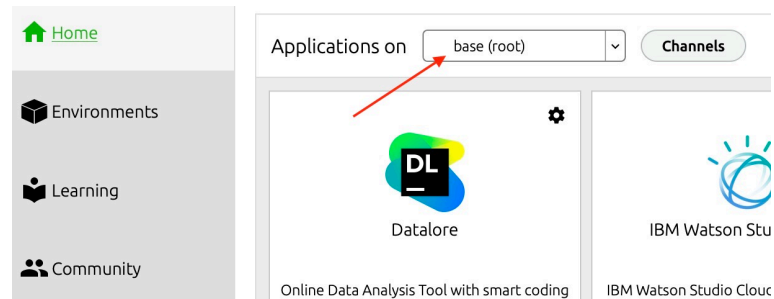 Home
Environments
Learning
Community
Applications on base (root) Channels
DL
Datalore
Online Data Analysis Tool with smart coding
IBM Watson Stu
IBM Watson Studio Cloud